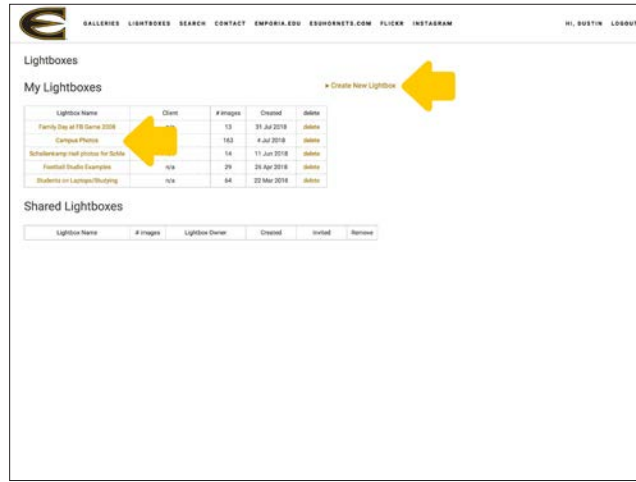 GALLERIES LIGHTBOXES SEARCH CONTACT EMPORIA.EDU ESUHORNETS.COM FLICKR INSTAGRAM HI, DUSTIN LOGOUT
Lightboxes
My Lightboxes
▸ Create New Lightbox
Lightbox Name Client # images Created delete
Family Day at FB Game 2008 n/a 13 31 Jul 2018 delete
Campus Photos 163 4 Jul 2018 delete
Schallenkamp Hall photos for SoMe 14 11 Jun 2018 delete
Football Studio Examples n/a 29 26 Apr 2018 delete
Students on Laptops/Studying n/a 64 22 Mar 2018 delete
Shared Lightboxes
Lightbox Name # images Lightbox Owner Created Invited Remove